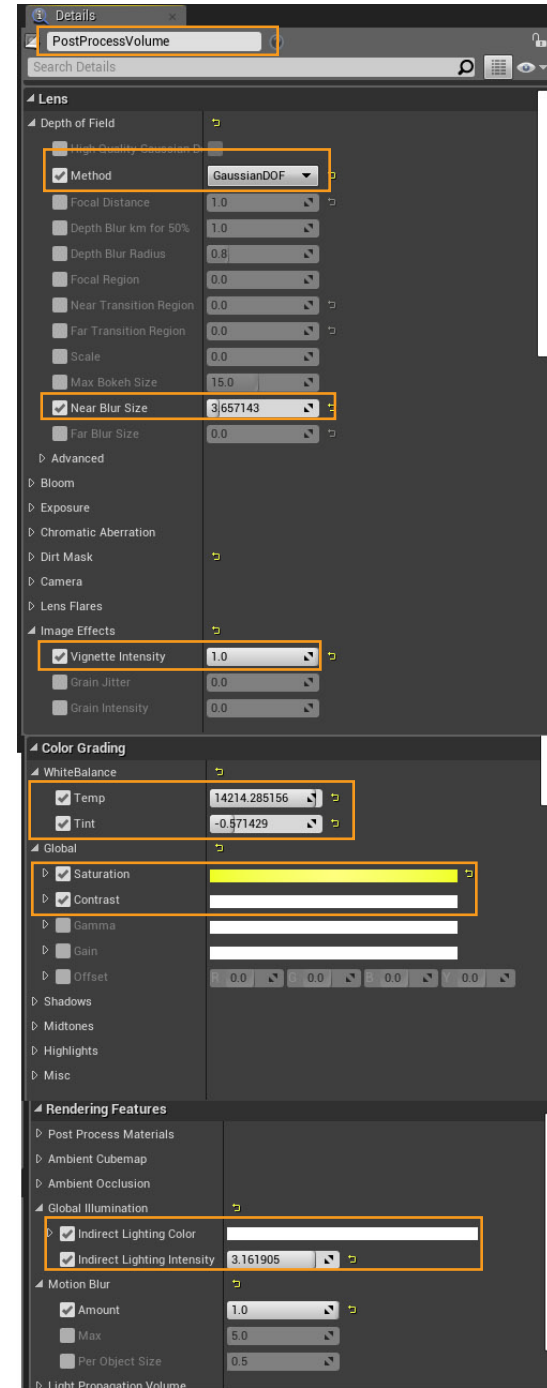 Details
PostProcessVolume
Search Details
Lens
Depth of Field
High Quality Gaussian D
Method GaussianDOF
Focal Distance 1.0
Depth Blur km for 50% 1.0
Depth Blur Radius 0.8
Focal Region 0.0
Near Transition Region 0.0
Far Transition Region 0.0
Scale 0.0
Max Bokeh Size 15.0
Near Blur Size 3.657143
Far Blur Size 0.0
Advanced
Bloom
Exposure
Chromatic Aberration
Dirt Mask
Camera
Lens Flares
Image Effects
Vignette Intensity 1.0
Grain Jitter 0.0
Grain Intensity 0.0
Color Grading
WhiteBalance
Temp 14214.285156
Tint -0.571429
Global
Saturation
Contrast
Gamma
Gain
Offset R 0.0 G 0.0 B 0.0 Y 0.0
Shadows
Midtones
Highlights
Misc
Rendering Features
Post Process Materials
Ambient Cubemap
Ambient Occlusion
Global Illumination
Indirect Lighting Color
Indirect Lighting Intensity 3.161905
Motion Blur
Amount 1.0
Max 5.0
Per Object Size 0.5
Light Propagation Volume